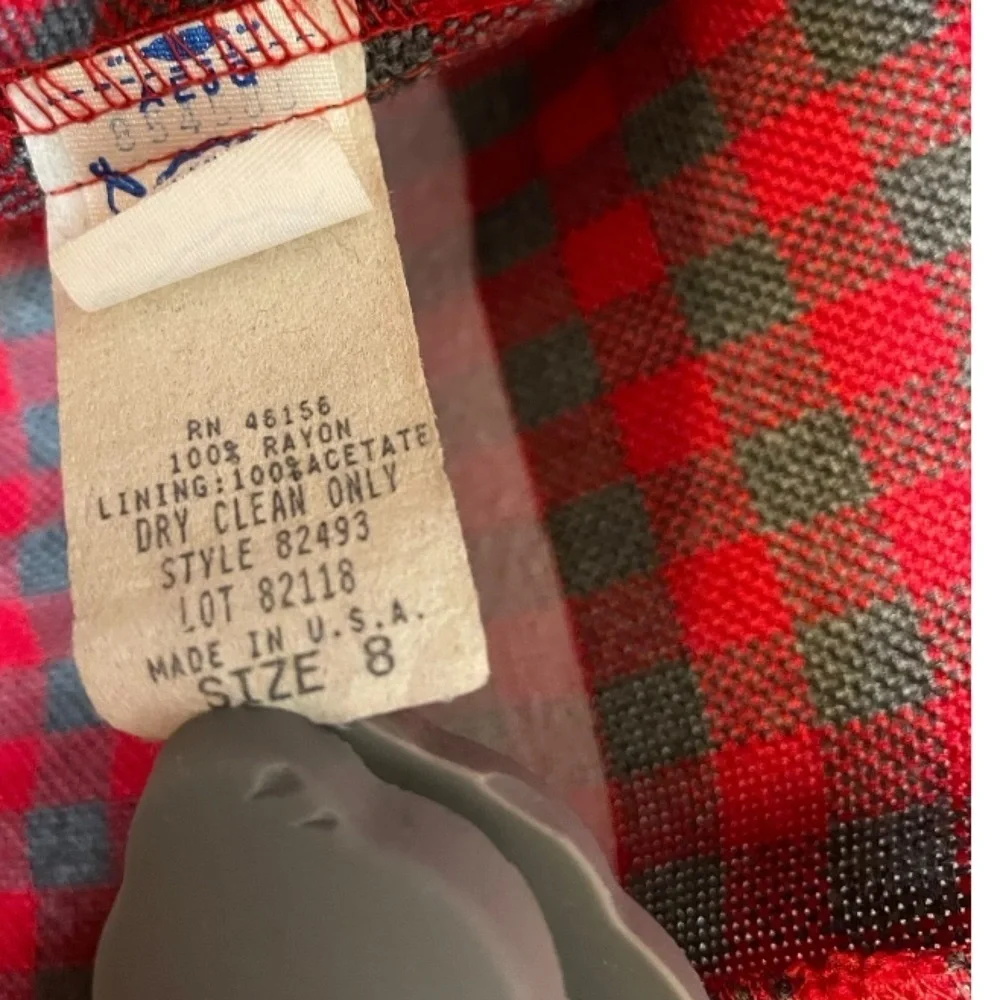 RN 46156
100% RAYON
LINING:100%ACETATE
DRY CLEAN ONLY
STYLE 82493
LOT 82118
MADE IN U.S.A.
SIZE 8